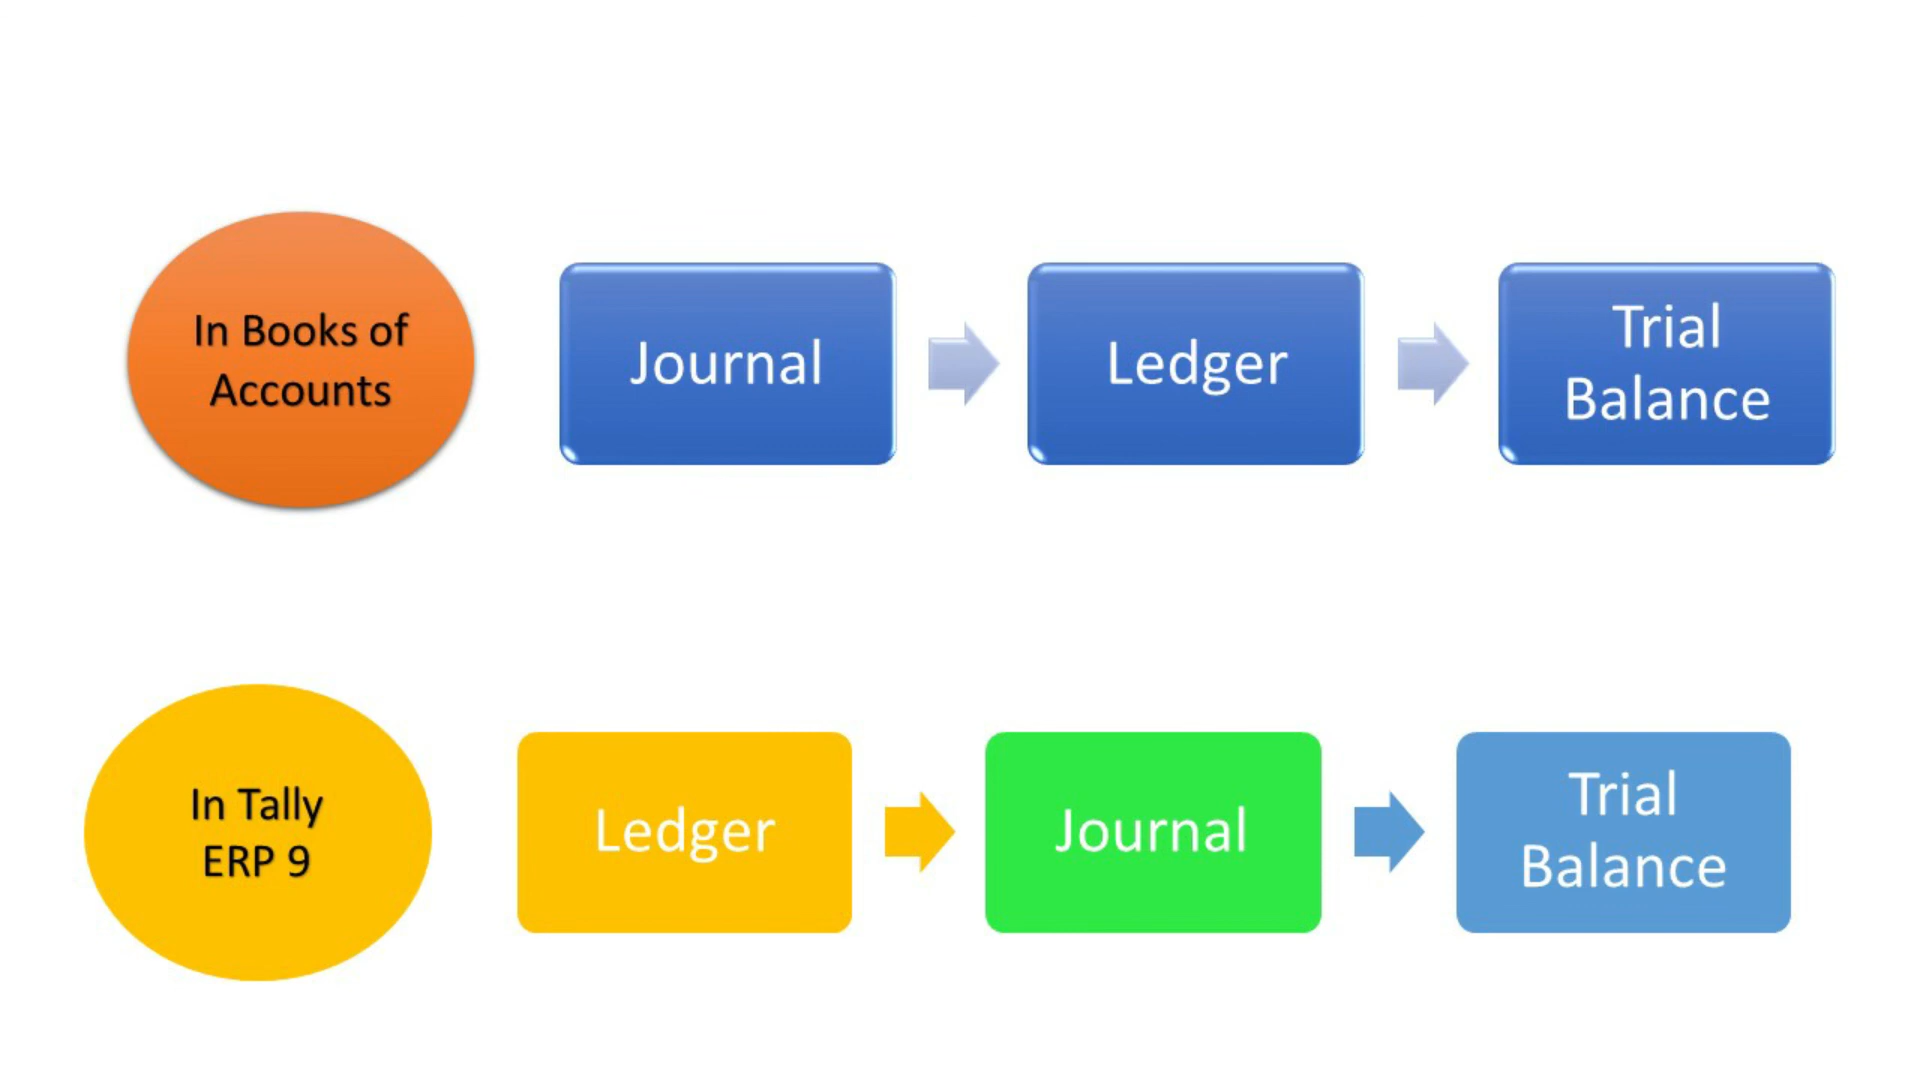 In Books of
Accounts
Journal
Ledger
Trial
Balance
In Tally
ERP 9
Ledger
Journal
Trial
Balance